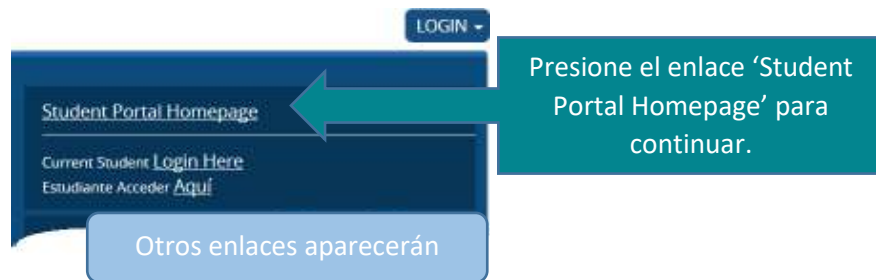 LOGIN
Student Portal Homepage
Current Student Login Here
Estudiante Acceder Aquí
Presione el enlace ‘Student
Portal Homepage’ para
continuar.
Otros enlaces aparecerán